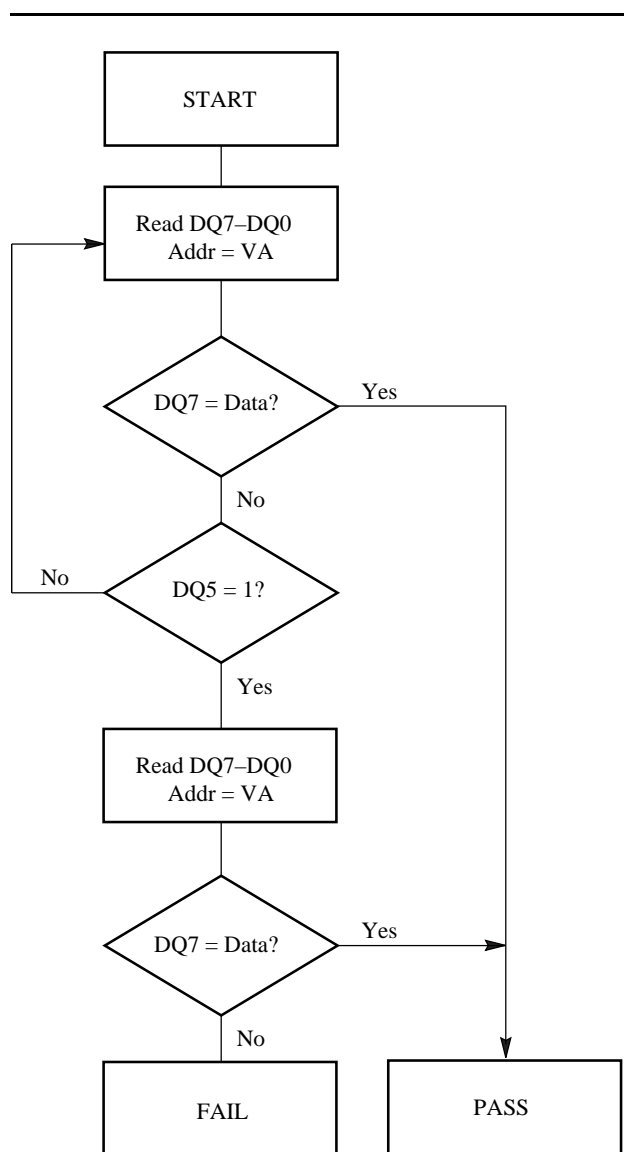 START
Read DQ7–DQ0
Addr = VA
DQ7 = Data?
Yes
No
No
DQ5 = 1?
Yes
Read DQ7–DQ0
Addr = VA
DQ7 = Data?
Yes
No
FAIL
PASS